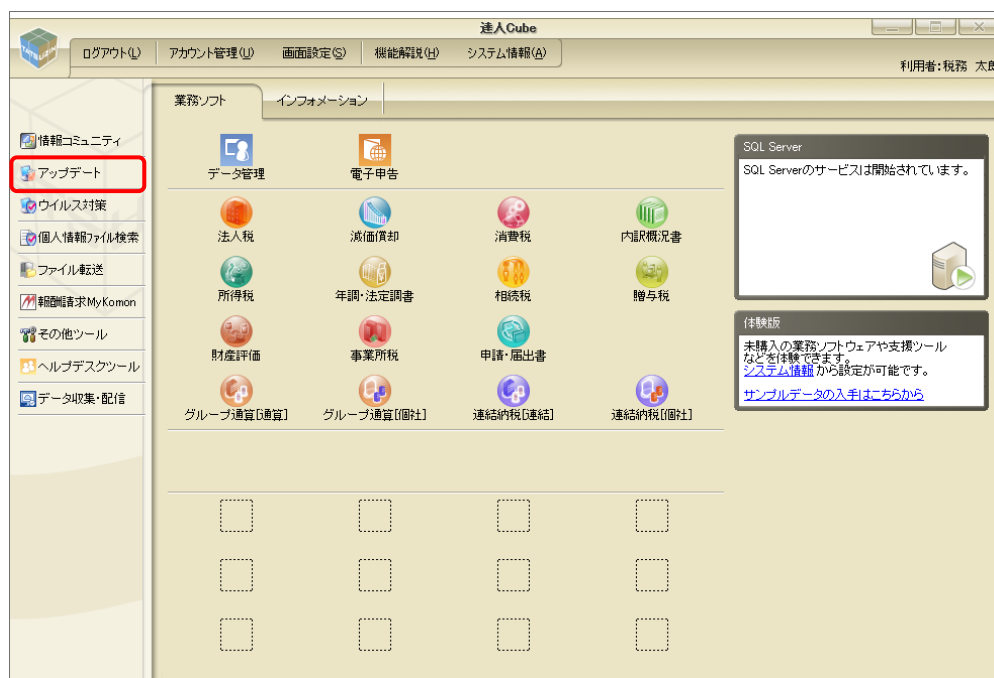 達人Cube
ログアウト(L)
アカウント管理(U)
画面設定(S)
機能解説(H)
システム情報(A)
利用者:税務 太郎
業務ソフト
インフォメーション
情報コミュニティ
アップデート
ウイルス対策
個人情報ファイル検索
ファイル転送
報酬請求MyKomon
その他ツール
ヘルプデスクツール
データ収集・配信
データ管理
電子申告
法人税
減価償却
消費税
内訳概況書
所得税
年調・法定調書
相続税
贈与税
財産評価
事業所税
申請・届出書
グループ通算[通算]
グループ通算[個社]
連結納税[連結]
連結納税[個社]
SQL Server
SQL Serverのサービスは開始されています。
体験版
未購入の業務ソフトウェアや支援ツール
などを体験できます。
システム情報 から設定が可能です。
サンプルデータの入手はこちらから